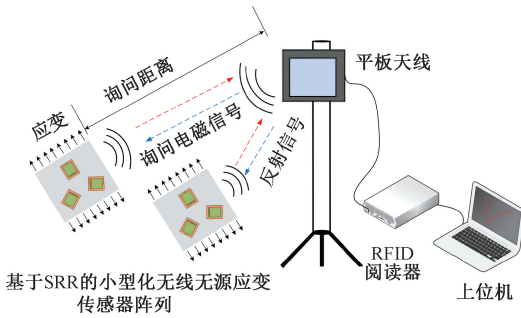 询问距离
平板天线
应变
询问电磁信号
反射信号
RFID
阅读器
上位机
基于SRR的小型化无线无源应变
传感器阵列